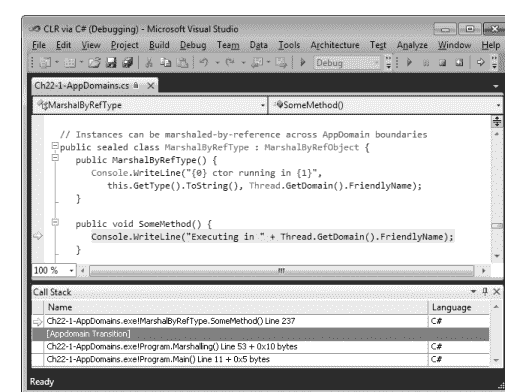 CLR via C# (Debugging) - Microsoft Visual Studio
File Edit View Project Build Debug Team Data Tools Architecture Test Analyze Window Help
Debug
Ch22-1-AppDomains.cs
MarshalByRefType
SomeMethod()
// Instances can be marshaled-by-reference across AppDomain boundaries
public sealed class MarshalByRefType : MarshalByRefObject {
public MarshalByRefType() {
Console.WriteLine("{0} ctor running in {1}",
this.GetType().ToString(), Thread.GetDomain().FriendlyName);
}
public void SomeMethod() {
Console.WriteLine("Executing in " + Thread.GetDomain().FriendlyName);
}
100 %
Call Stack
Name Language
Ch22-1-AppDomains.exe!MarshalByRefType.SomeMethod() Line 237 C#
[Appdomain Transition]
Ch22-1-AppDomains.exe!Program.Marshalling() Line 53 + 0x10 bytes C#
Ch22-1-AppDomains.exe!Program.Main() Line 11 + 0x5 bytes C#
Ready